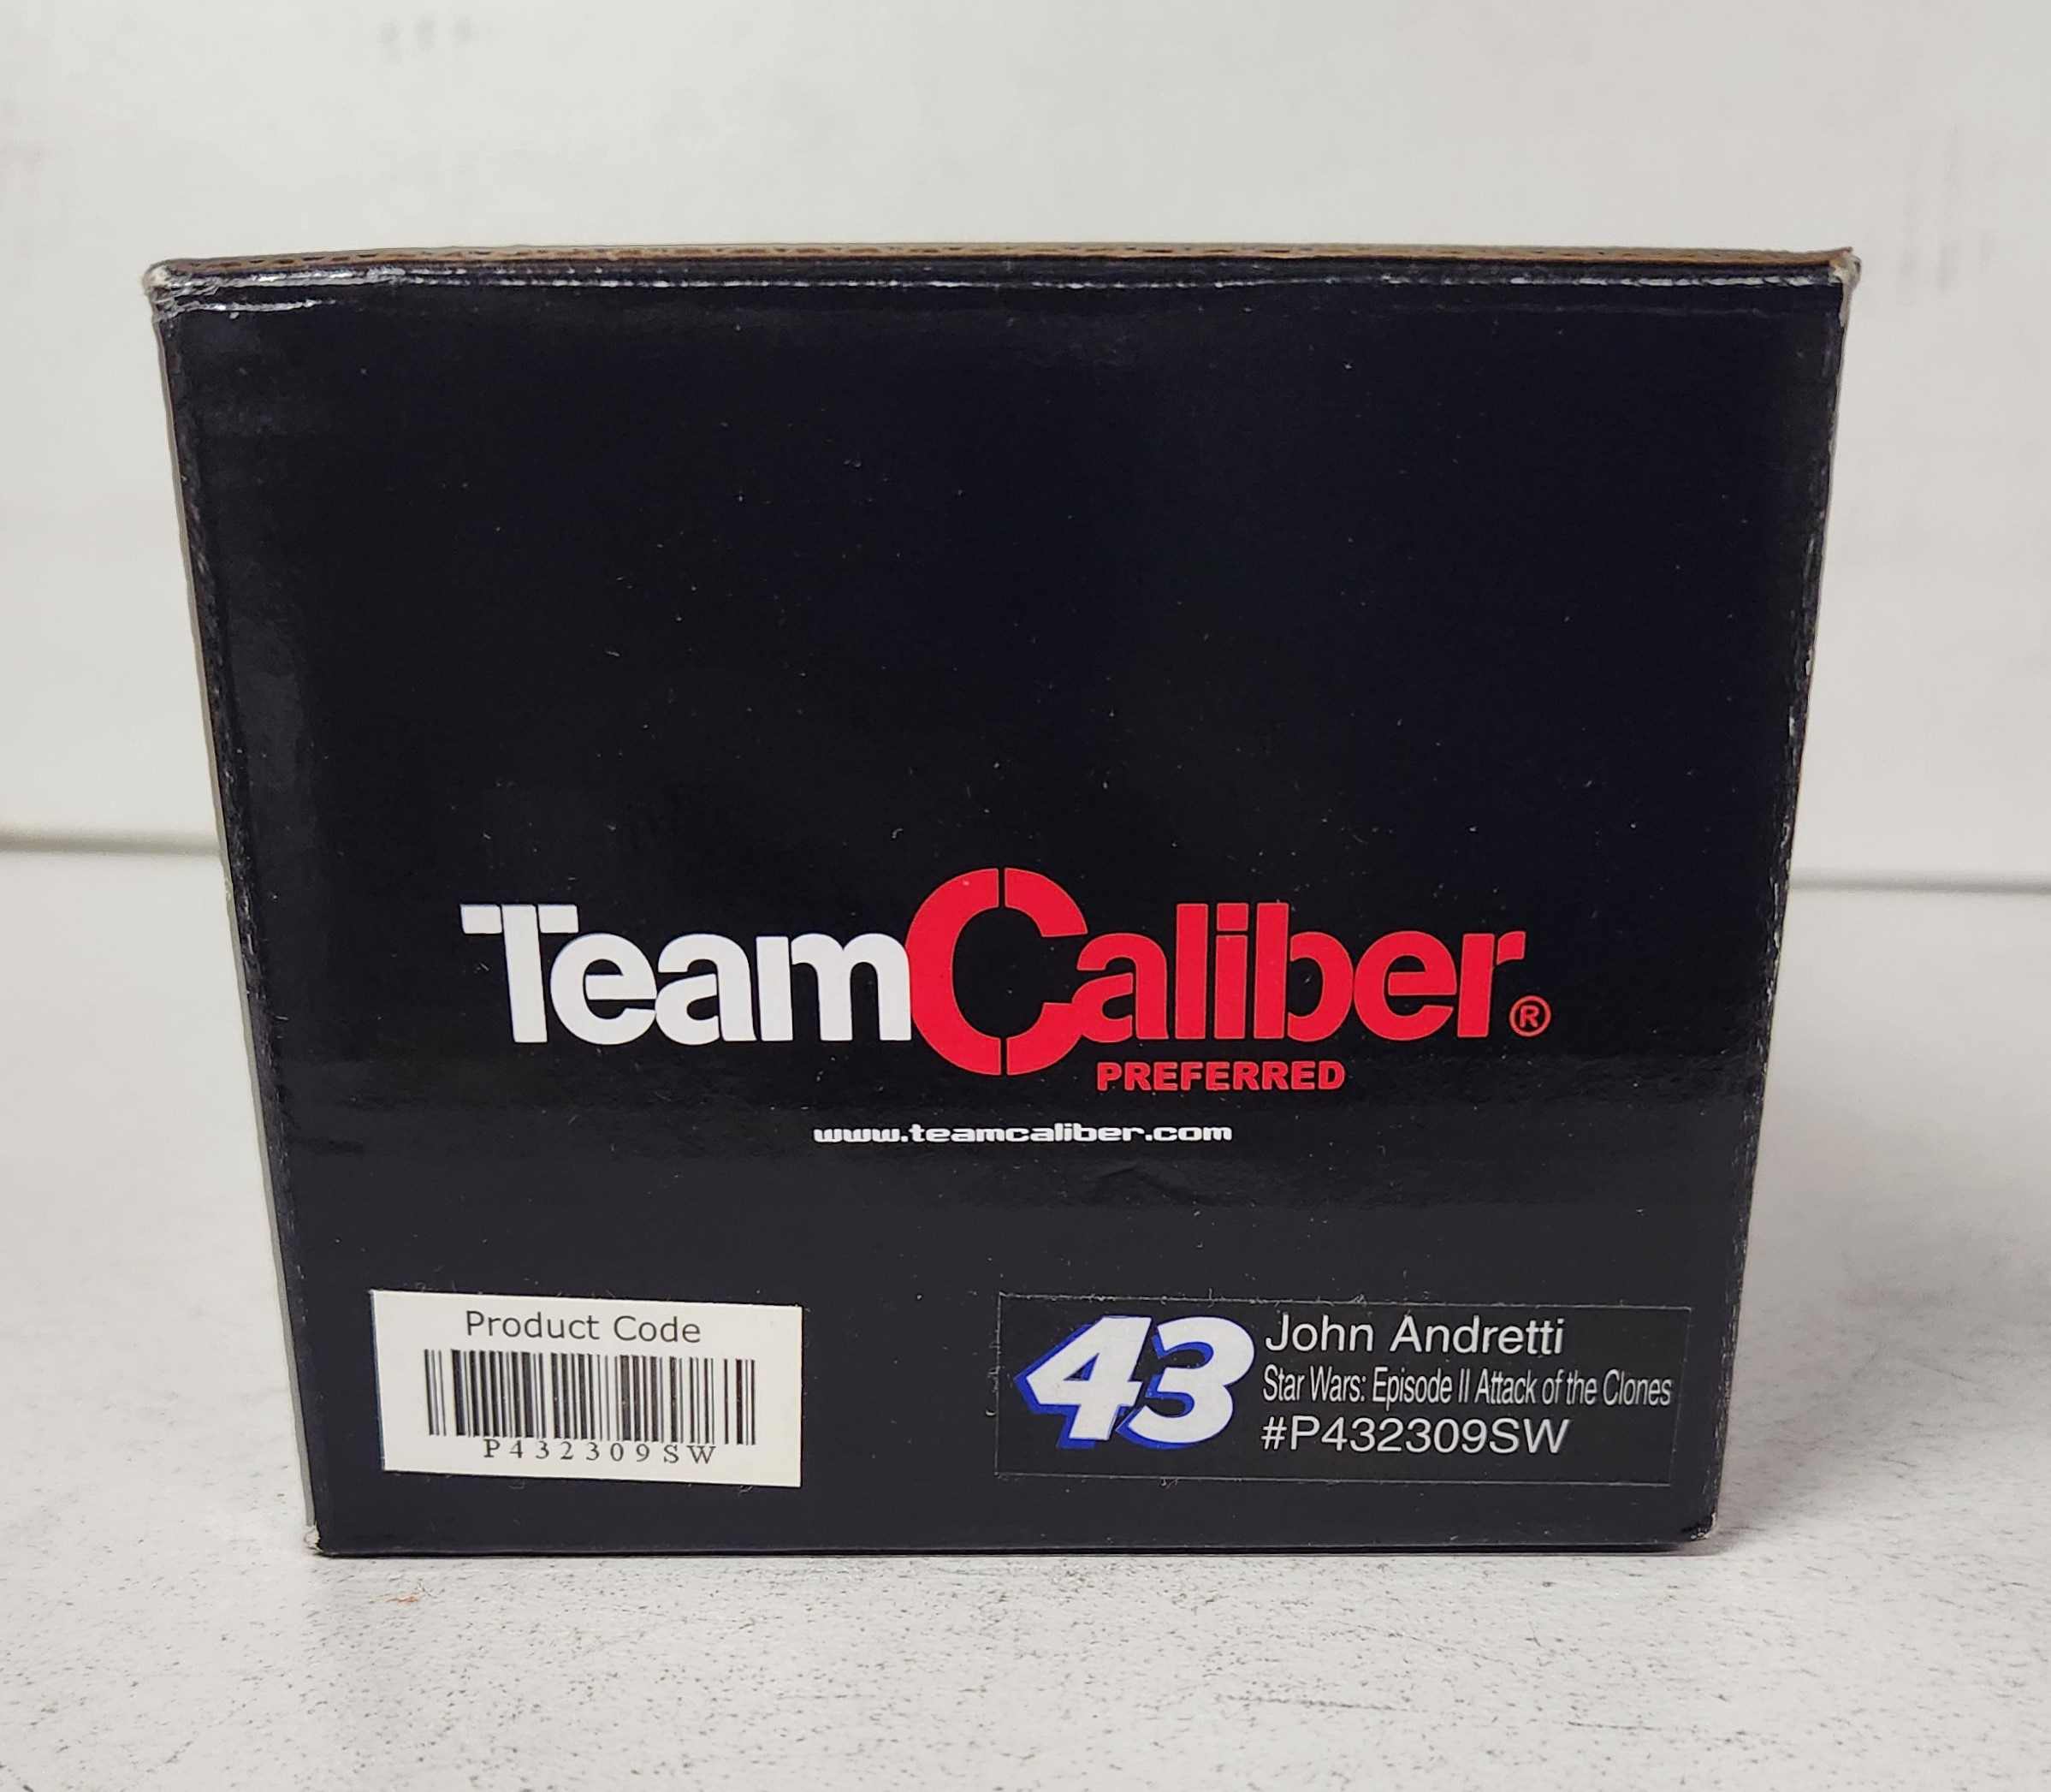 TeamCaliber®
PREFERRED
www.teamcaliber.com
Product Code
P432309SW
43
John Andretti
Star Wars: Episode II Attack of the Clones
#P432309SW